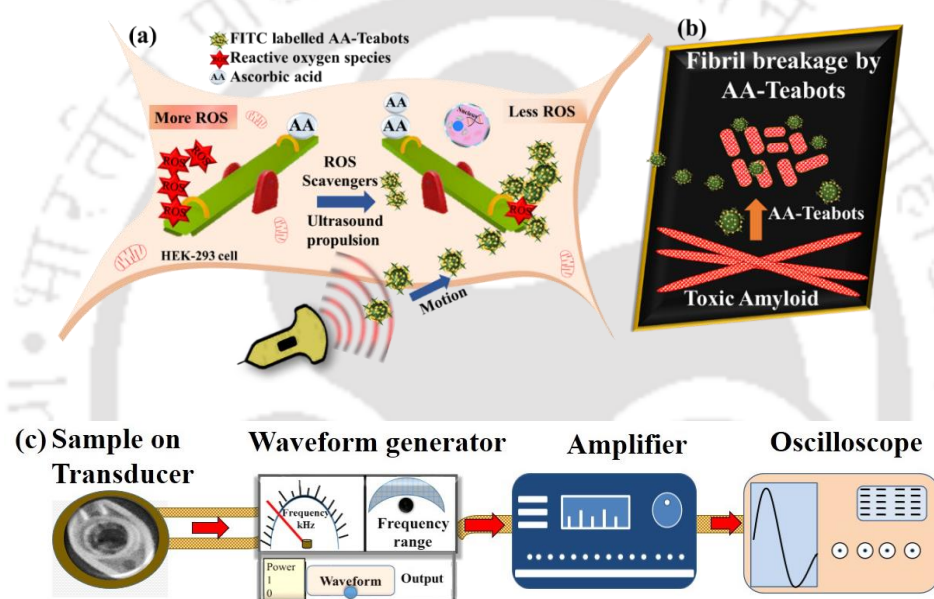 (a)
FITC labelled AA-Teabots
Reactive oxygen species
Ascorbic acid
AA
More ROS
ROS
ROS
ROS
ROS
ROS
AA
HEK-293 cell
ROS
Scavengers
Ultrasound
propulsion
AA
AA
Nucleus
Less ROS
ROS
Motion
(b)
Fibril breakage by
AA-Teabots
AA-Teabots
Toxic Amyloid
(c) Sample on
Transducer
Waveform generator
Amplifier
Oscilloscope
Frequency
kHz
Frequency
range
Power
1
0
Waveform
Output